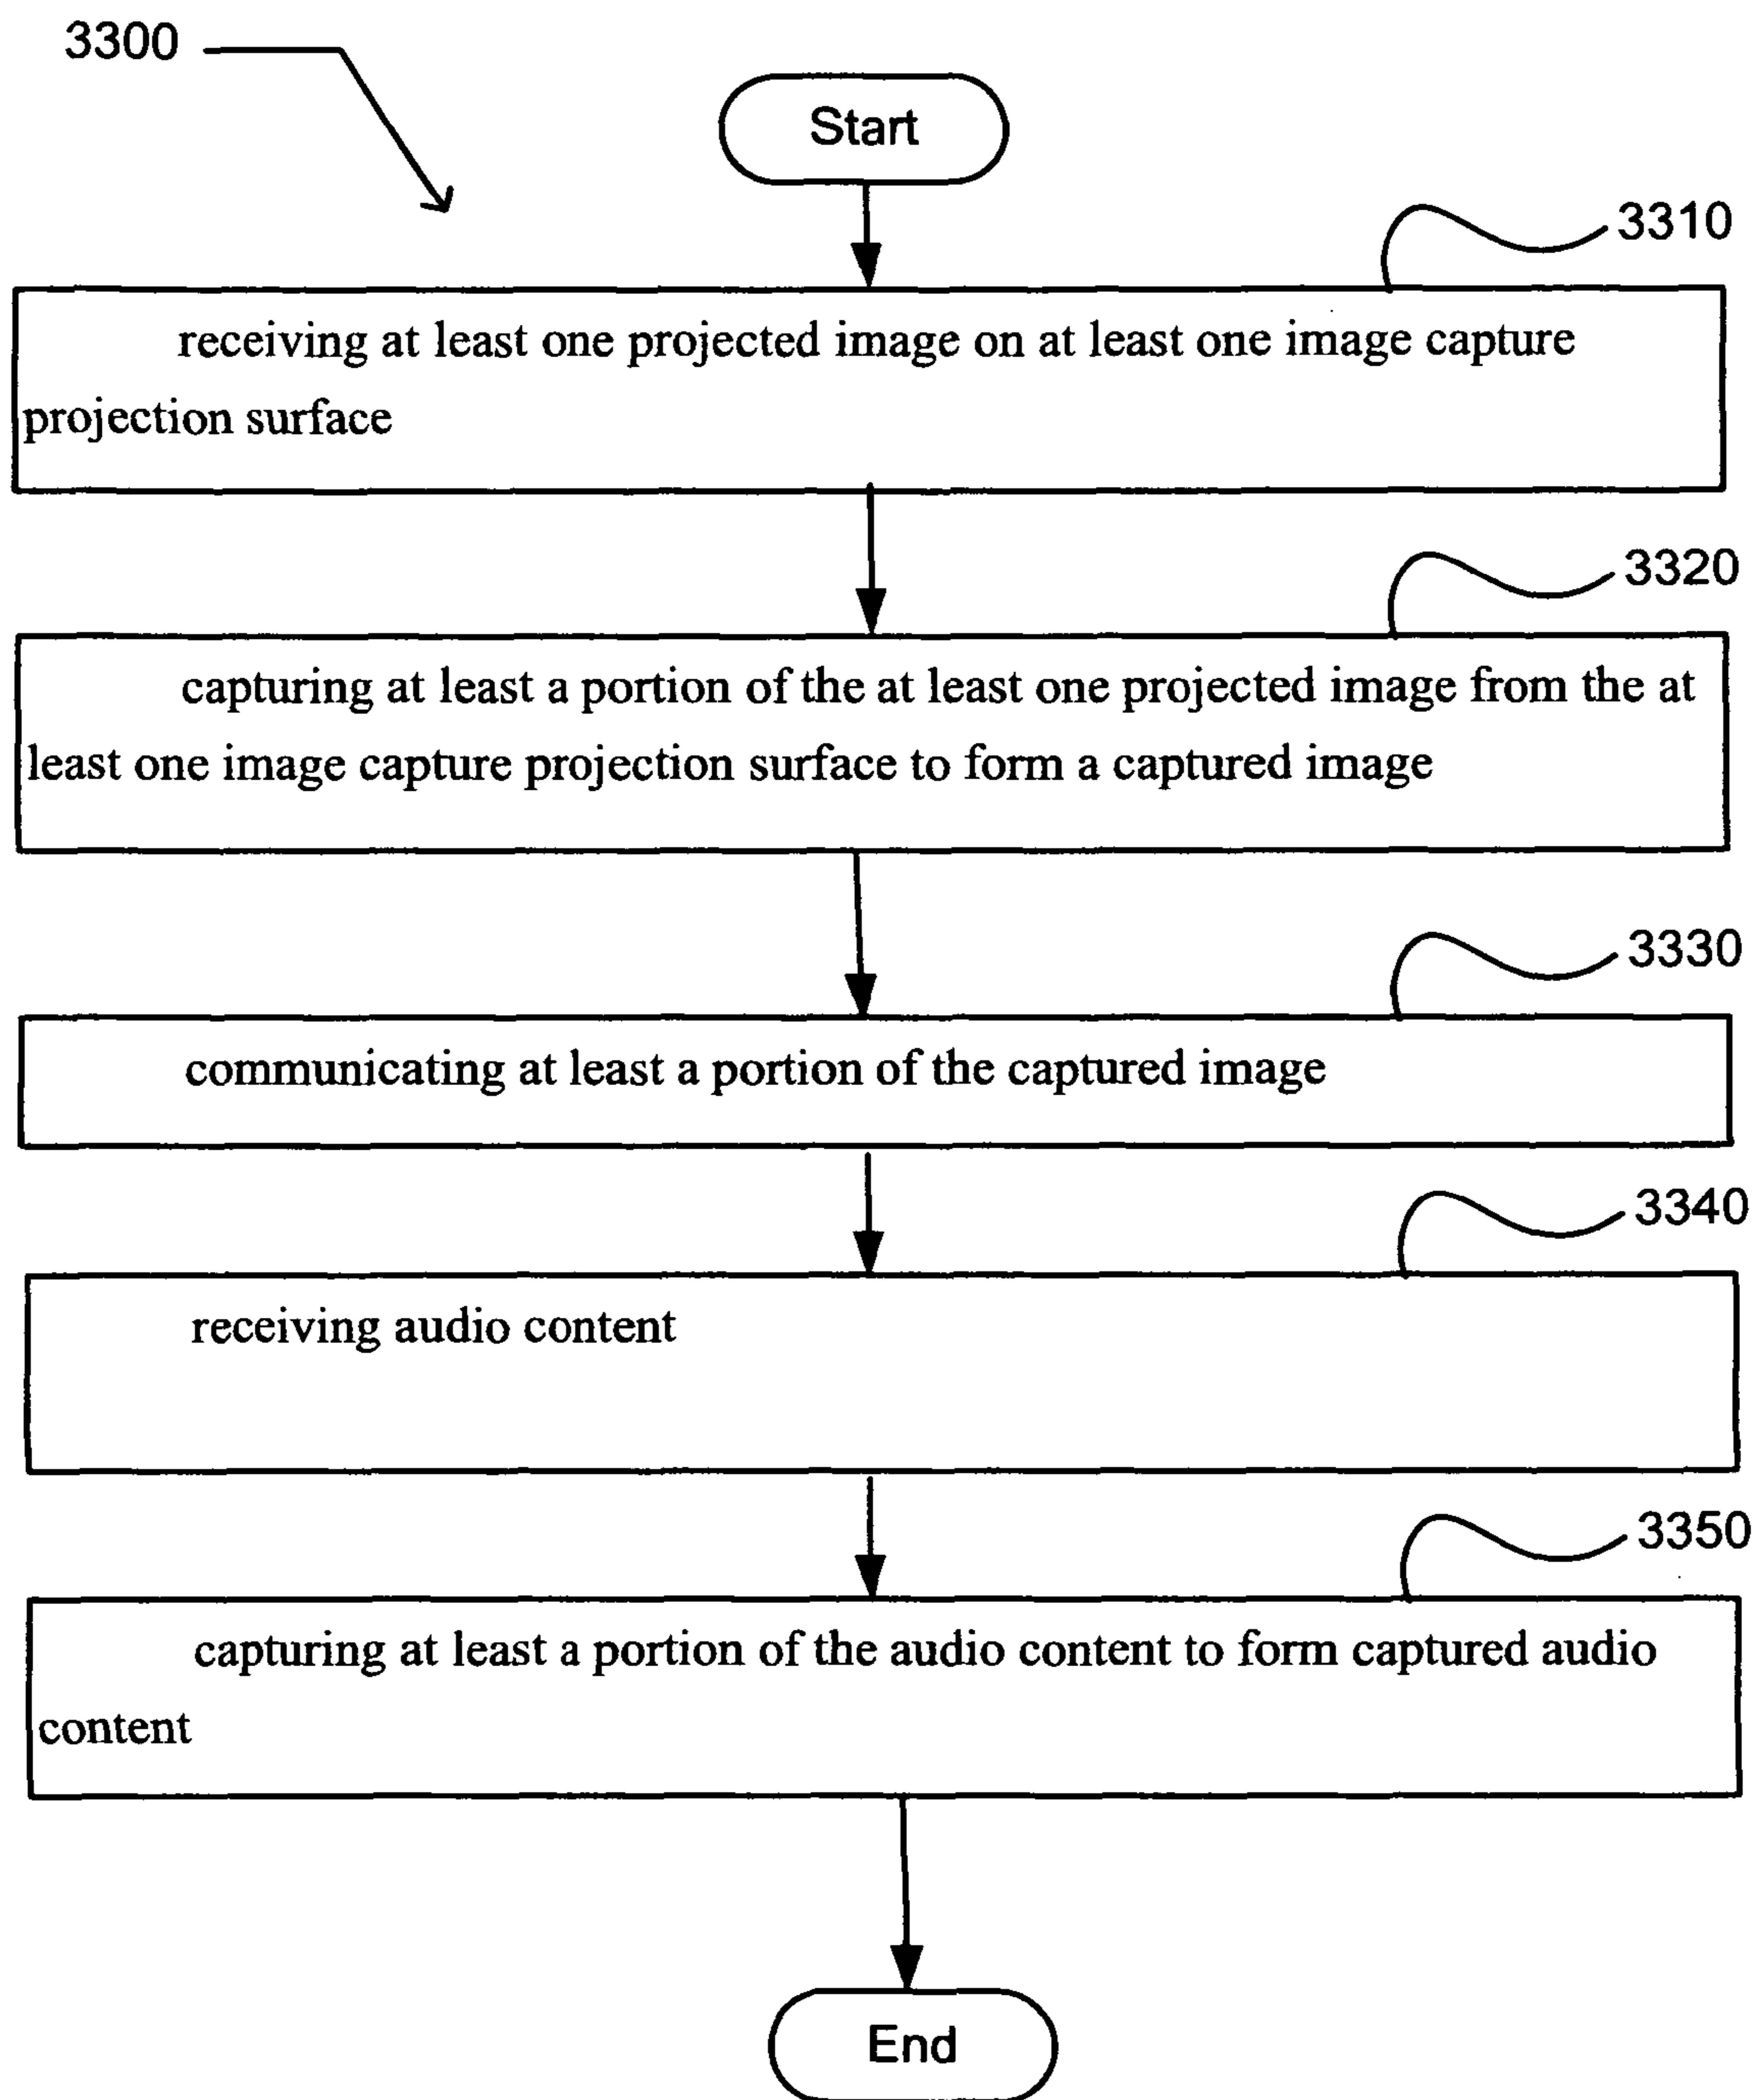 3300
Start
3310
receiving at least one projected image on at least one image capture
projection surface
3320
capturing at least a portion of the at least one projected image from the at
least one image capture projection surface to form a captured image
3330
communicating at least a portion of the captured image
3340
receiving audio content
3350
capturing at least a portion of the audio content to form captured audio
content
End